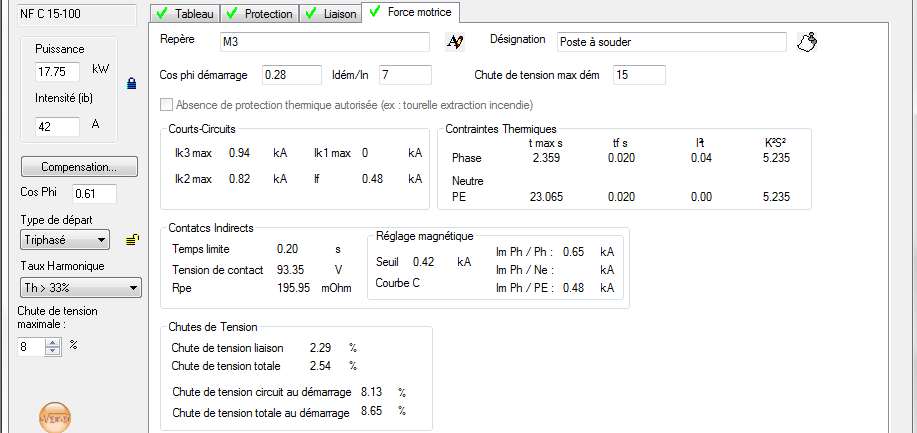 NF C 15-100
Tableau Protection Liaison Force motrice
Puissance
17.75 kW
Intensité (ib)
42 A
Compensation...
Cos Phi 0.61
Type de départ
Triphasé
Taux Harmonique
Th > 33%
Chute de tension
maximale :
8 %
Repère M3 Désignation Poste à souder
Cos phi démarrage 0.28 Idém/In 7 Chute de tension max dém 15
Absence de protection thermique autorisée (ex : tourelle extraction incendie)
Courts-Circuits
Ik3 max 0.94 kA Ik1 max 0 kA
Ik2 max 0.82 kA If 0.48 kA
Contraintes Thermiques
t max s tf s I²t K²S²
Phase 2.359 0.020 0.04 5.235
Neutre
PE 23.065 0.020 0.00 5.235
Contatcs Indirects
Temps limite 0.20 s
Tension de contact 93.35 V
Rpe 195.95 mOhm
Réglage magnétique
Seuil 0.42 kA
Courbe C
Im Ph / Ph : 0.65 kA
Im Ph / Ne : kA
Im Ph / PE : 0.48 kA
Chutes de Tension
Chute de tension liaison 2.29 %
Chute de tension totale 2.54 %
Chute de tension circuit au démarrage 8.13 %
Chute de tension totale au démarrage 8.65 %